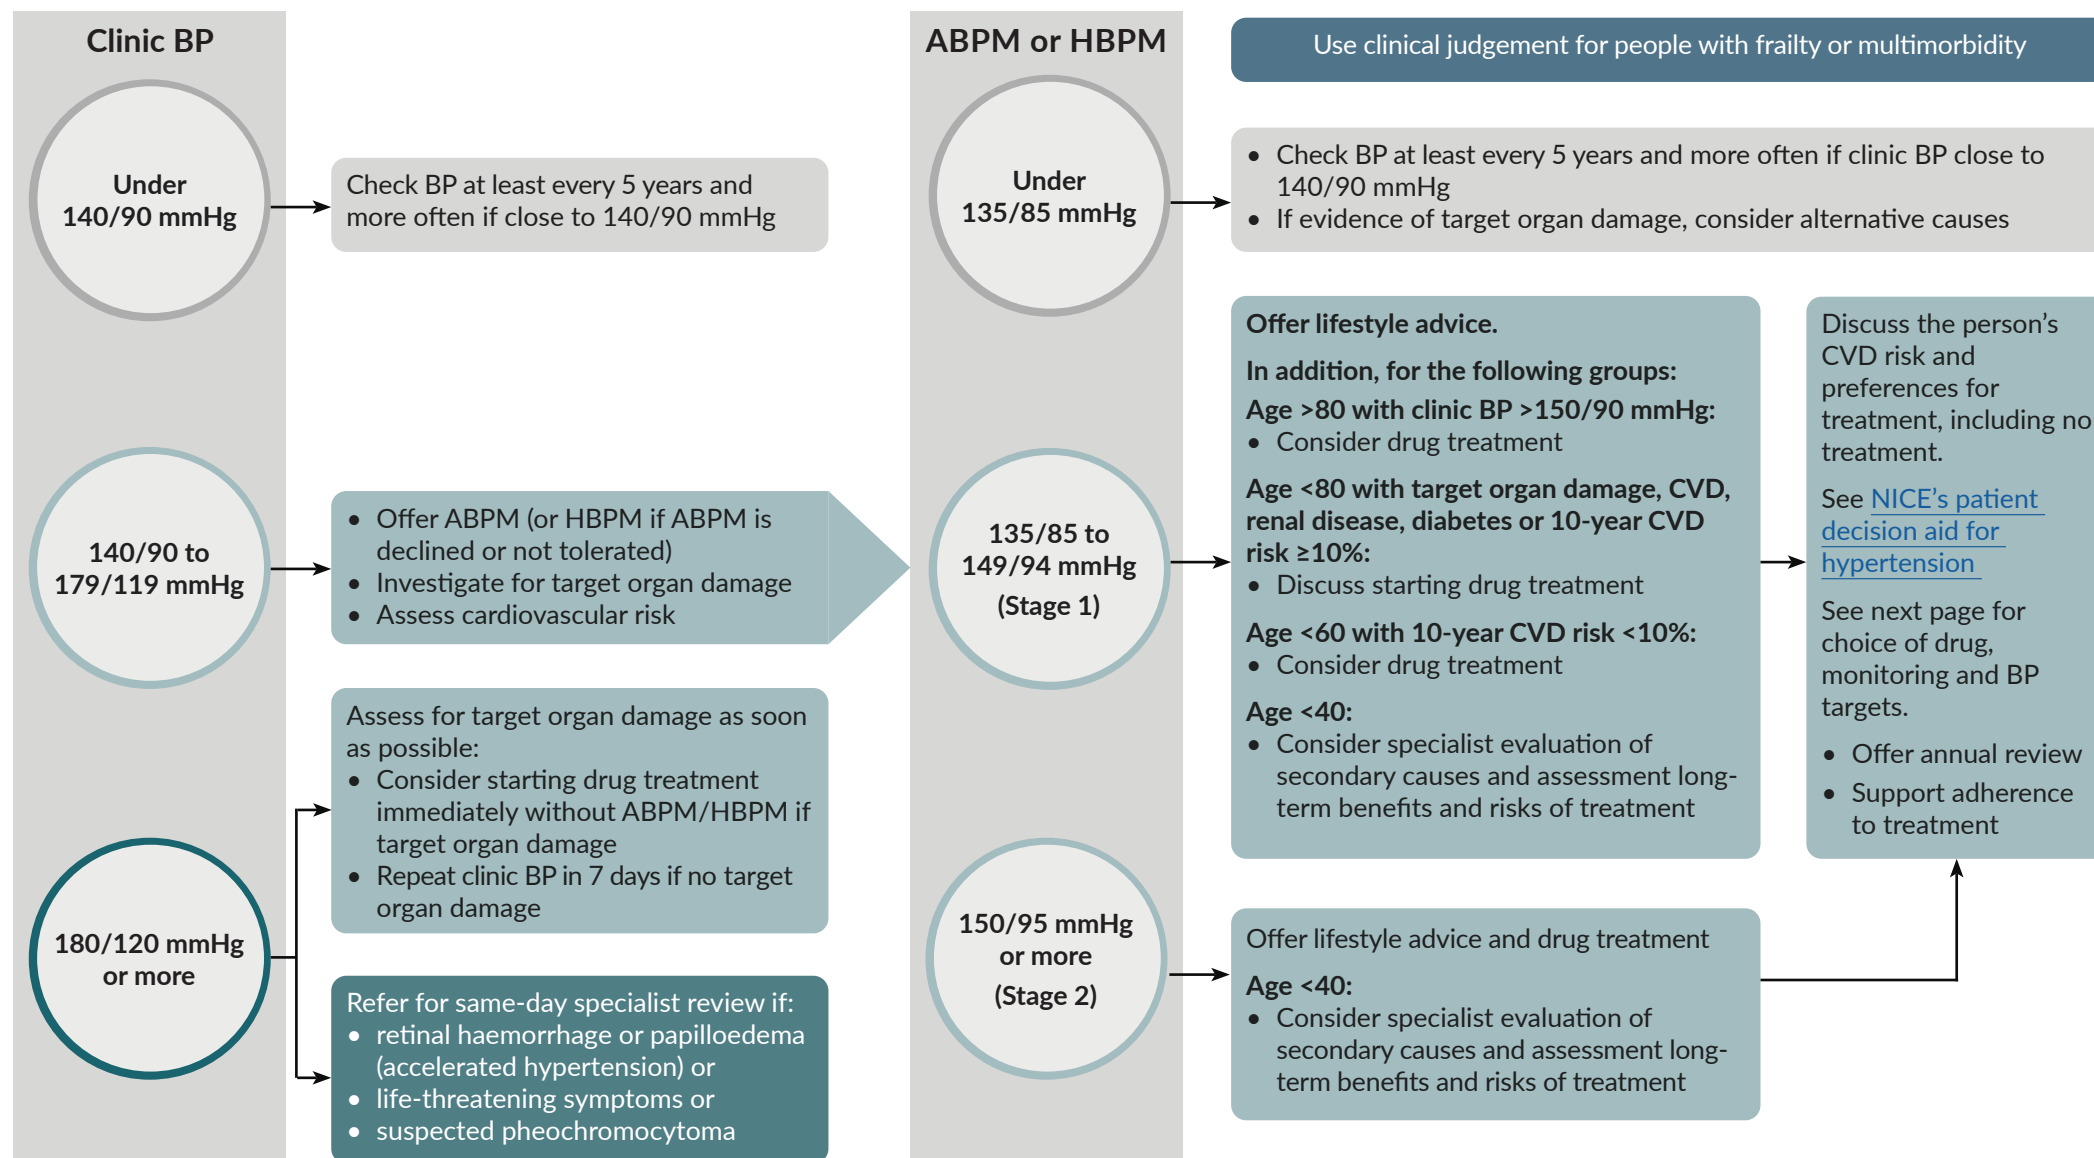 Clinic BP
Under
140/90 mmHg
Check BP at least every 5 years and
more often if close to 140/90 mmHg
140/90 to
179/119 mmHg
• Offer ABPM (or HBPM if ABPM is
declined or not tolerated)
• Investigate for target organ damage
• Assess cardiovascular risk
180/120 mmHg
or more
Assess for target organ damage as soon
as possible:
• Consider starting drug treatment
immediately without ABPM/HBPM if
target organ damage
• Repeat clinic BP in 7 days if no target
organ damage
Refer for same-day specialist review if:
• retinal haemorrhage or papilloedema
(accelerated hypertension) or
• life-threatening symptoms or
• suspected pheochromocytoma
ABPM or HBPM
Use clinical judgement for people with frailty or multimorbidity
Under
135/85 mmHg
• Check BP at least every 5 years and more often if clinic BP close to
140/90 mmHg
• If evidence of target organ damage, consider alternative causes
135/85 to
149/94 mmHg
(Stage 1)
Offer lifestyle advice.
In addition, for the following groups:
Age >80 with clinic BP >150/90 mmHg:
• Consider drug treatment
Age <80 with target organ damage, CVD,
renal disease, diabetes or 10-year CVD
risk ≥10%:
• Discuss starting drug treatment
Age <60 with 10-year CVD risk <10%:
• Consider drug treatment
Age <40:
• Consider specialist evaluation of
secondary causes and assessment long-
term benefits and risks of treatment
Discuss the person’s
CVD risk and
preferences for
treatment, including no
treatment.
See NICE’s patient
decision aid for
hypertension
See next page for
choice of drug,
monitoring and BP
targets.
• Offer annual review
• Support adherence
to treatment
150/95 mmHg
or more
(Stage 2)
Offer lifestyle advice and drug treatment
Age <40:
• Consider specialist evaluation of
secondary causes and assessment long-
term benefits and risks of treatment